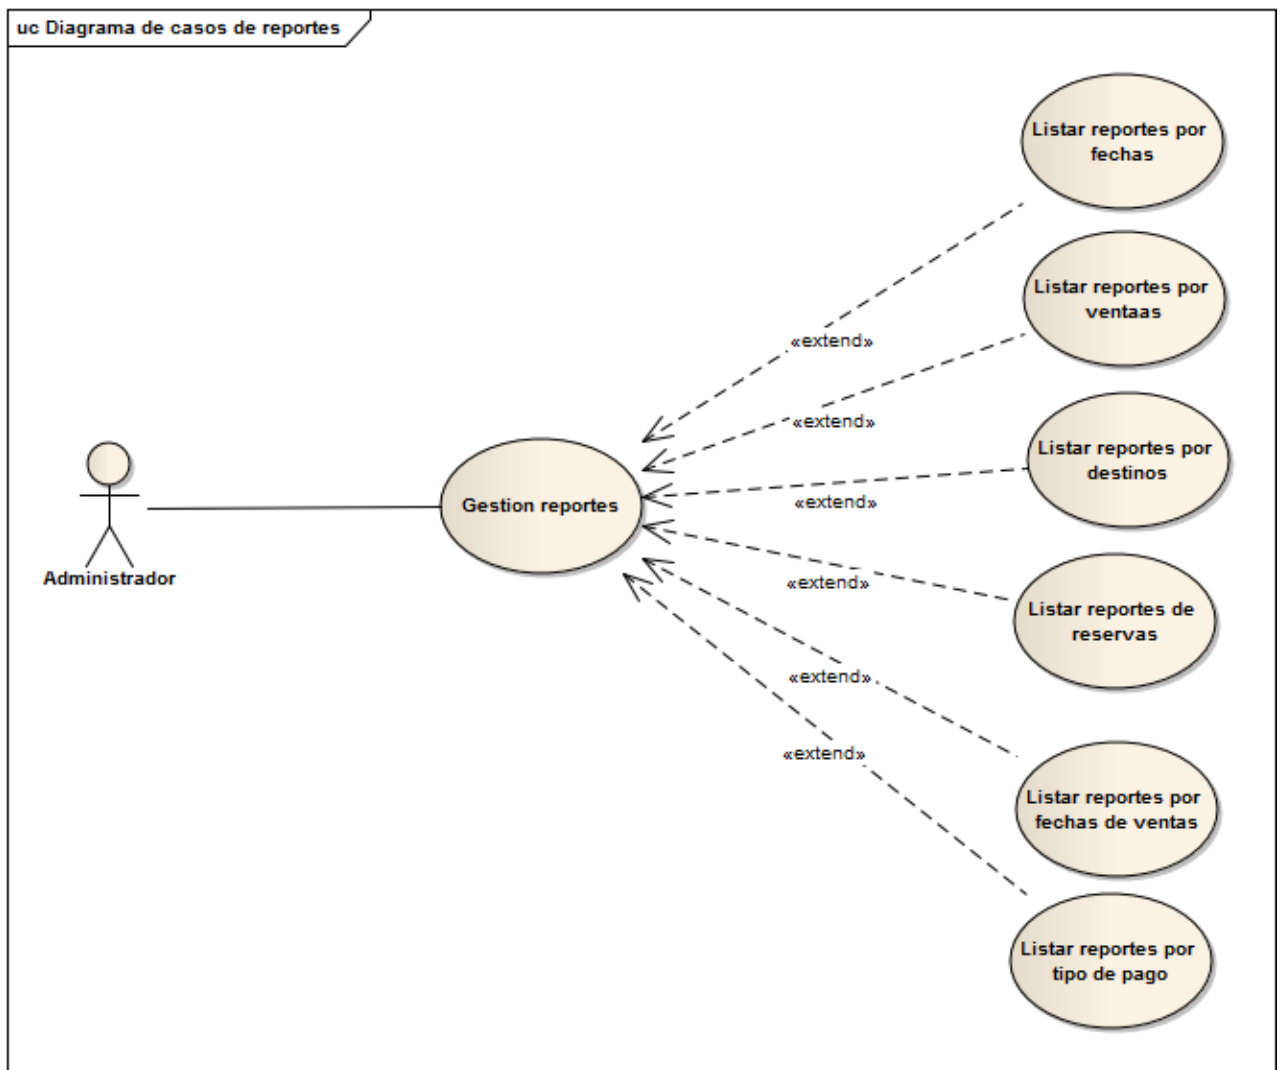 uc Diagrama de casos de reportes
Listar reportes por
fechas
Listar reportes por
ventaas
«extend»
«extend»
Listar reportes por
destinos
«extend»
Gestion reportes
Administrador
«extend»
Listar reportes de
reservas
«extend»
«extend»
Listar reportes por
fechas de ventas
Listar reportes por
tipo de pago